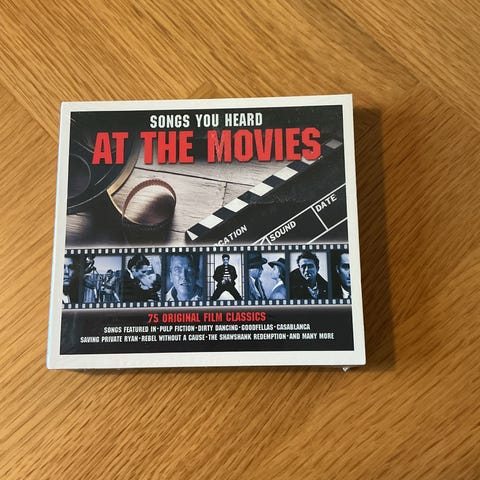 SONGS YOU HEARD
AT THE MOVIES
DATE
SOUND
75 ORIGINAL FILM CLASSICS
SONGS FEATURED IN • PULP FICTION • DIRTY DANCING • GOODFELLAS • CASABLANCA
SAVING PRIVATE RYAN • REBEL WITHOUT A CAUSE • THE SHAWSHANK REDEMPTION • AND MANY MORE